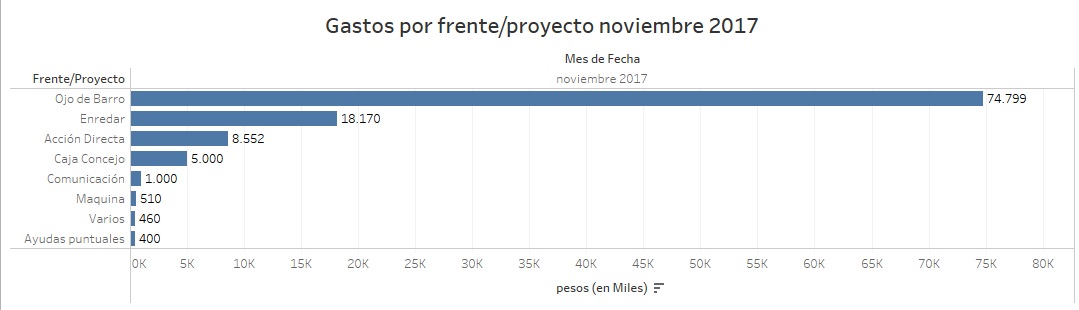 Gastos por frente/proyecto noviembre 2017
Mes de Fecha
Frente/Proyecto noviembre 2017
Ojo de Barro 74.799
Enredar 18.170
Acción Directa 8.552
Caja Concejo 5.000
Comunicación 1.000
Maquina 510
Varios 460
Ayudas puntuales 400
0K 5K 10K 15K 20K 25K 30K 35K 40K 45K 50K 55K 60K 65K 70K 75K 80K
pesos (en Miles)